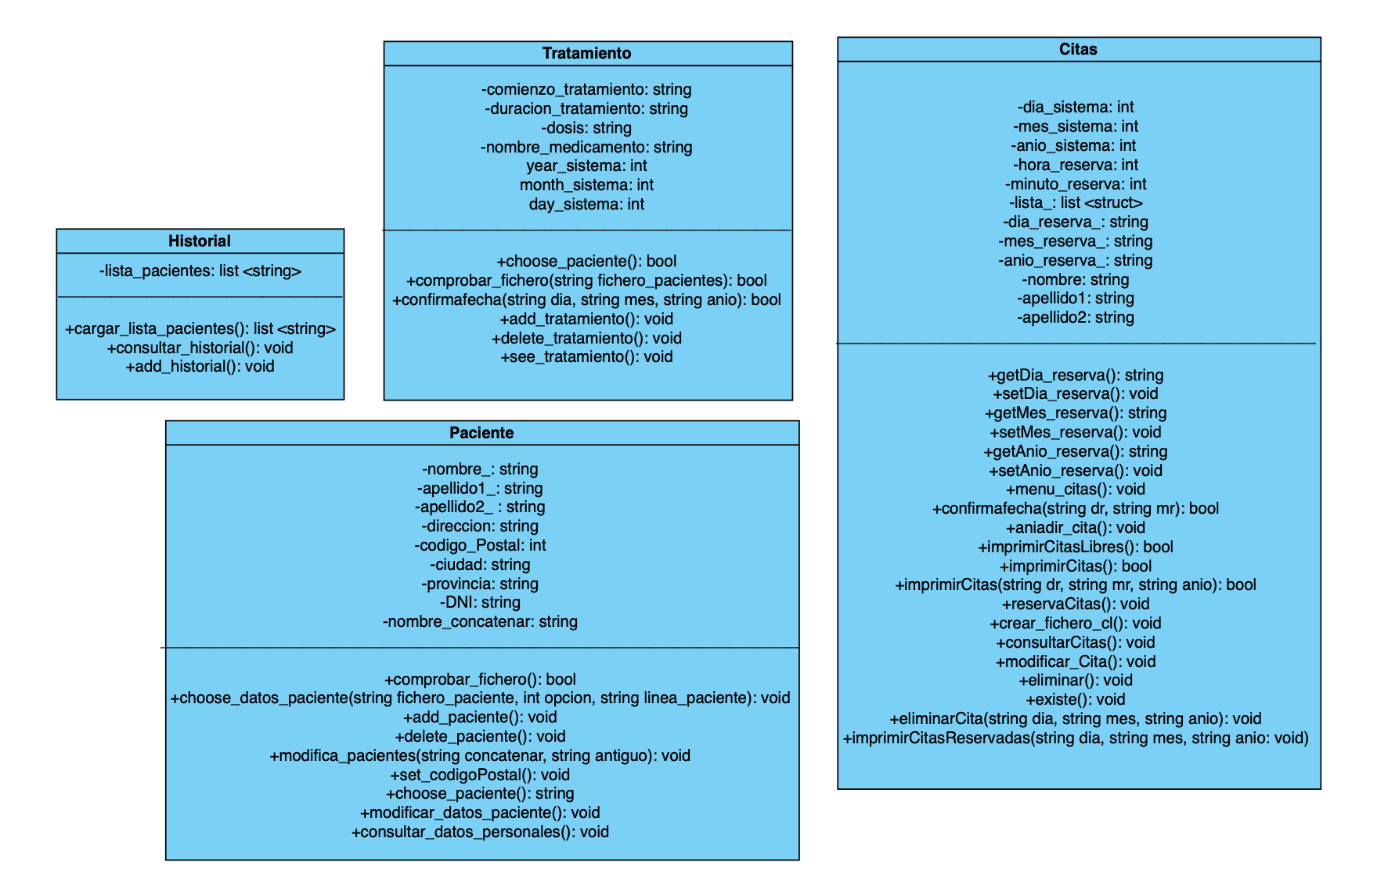 Tratamiento
-comienzo_tratamiento: string
-duracion_tratamiento: string
-dosis: string
-nombre_medicamento: string
year_sistema: int
month_sistema: int
day_sistema: int
+choose_paciente(): bool
+comprobar_fichero(string fichero_pacientes): bool
+confirmafecha(string dia, string mes, string anio): bool
+add_tratamiento(): void
+delete_tratamiento(): void
+see_tratamiento(): void
Citas
-dia_sistema: int
-mes_sistema: int
-anio_sistema: int
-hora_reserva: int
-minuto_reserva: int
-lista_: list <struct>
-dia_reserva_: string
-mes_reserva_: string
-anio_reserva_: string
-nombre: string
-apellido1: string
-apellido2: string
+getDia_reserva(): string
+setDia_reserva(): void
+getMes_reserva(): string
+setMes_reserva(): void
+getAnio_reserva(): string
+setAnio_reserva(): void
+menu_citas(): void
+confirmafecha(string dr, string mr): bool
+aniadir_cita(): void
+imprimirCitasLibres(): bool
+imprimirCitas(): bool
+imprimirCitas(string dr, string mr, string anio): bool
+reservaCitas(): void
+crear_fichero_cl(): void
+consultarCitas(): void
+modificar_Cita(): void
+eliminar(): void
+existe(): void
+eliminarCita(string dia, string mes, string anio): void
+imprimirCitasReservadas(string dia, string mes, string anio: void)
Historial
-lista_pacientes: list <string>
+cargar_lista_pacientes(): list <string>
+consultar_historial(): void
+add_historial(): void
Paciente
-nombre_: string
-apellido1_: string
-apellido2_ : string
-direccion: string
-codigo_Postal: int
-ciudad: string
-provincia: string
-DNI: string
-nombre_concatenar: string
+comprobar_fichero(): bool
+choose_datos_paciente(string fichero_paciente, int opcion, string linea_paciente): void
+add_paciente(): void
+delete_paciente(): void
+modifica_pacientes(string concatenar, string antiguo): void
+set_codigoPostal(): void
+choose_paciente(): string
+modificar_datos_paciente(): void
+consultar_datos_personales(): void